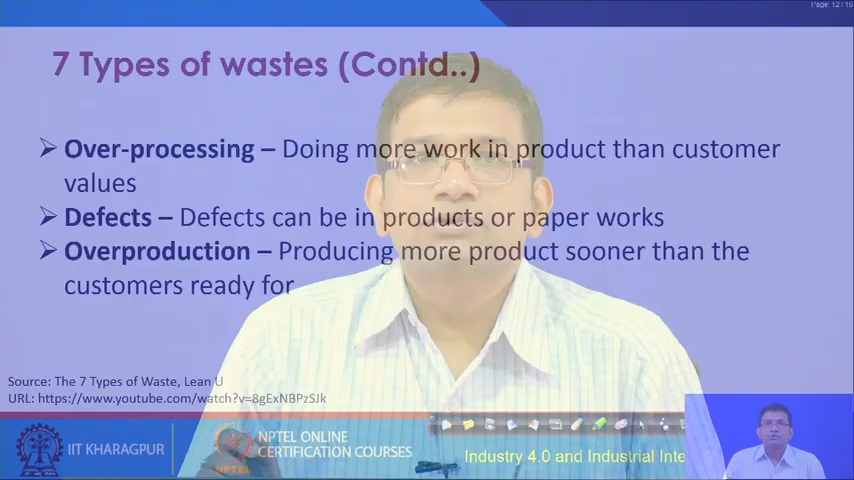 Page: 12 / 16
7 Types of wastes (Contd..)
Over-processing – Doing more work in product than customer
values
Defects – Defects can be in products or paper works
Overproduction – Producing more product sooner than the
customers ready for
Source: The 7 Types of Waste, Lean U
URL: https://www.youtube.com/watch?v=8gExNBPzSJk
IIT KHARAGPUR
NPTEL
NPTEL ONLINE
CERTIFICATION COURSES
Industry 4.0 and Industrial Inte